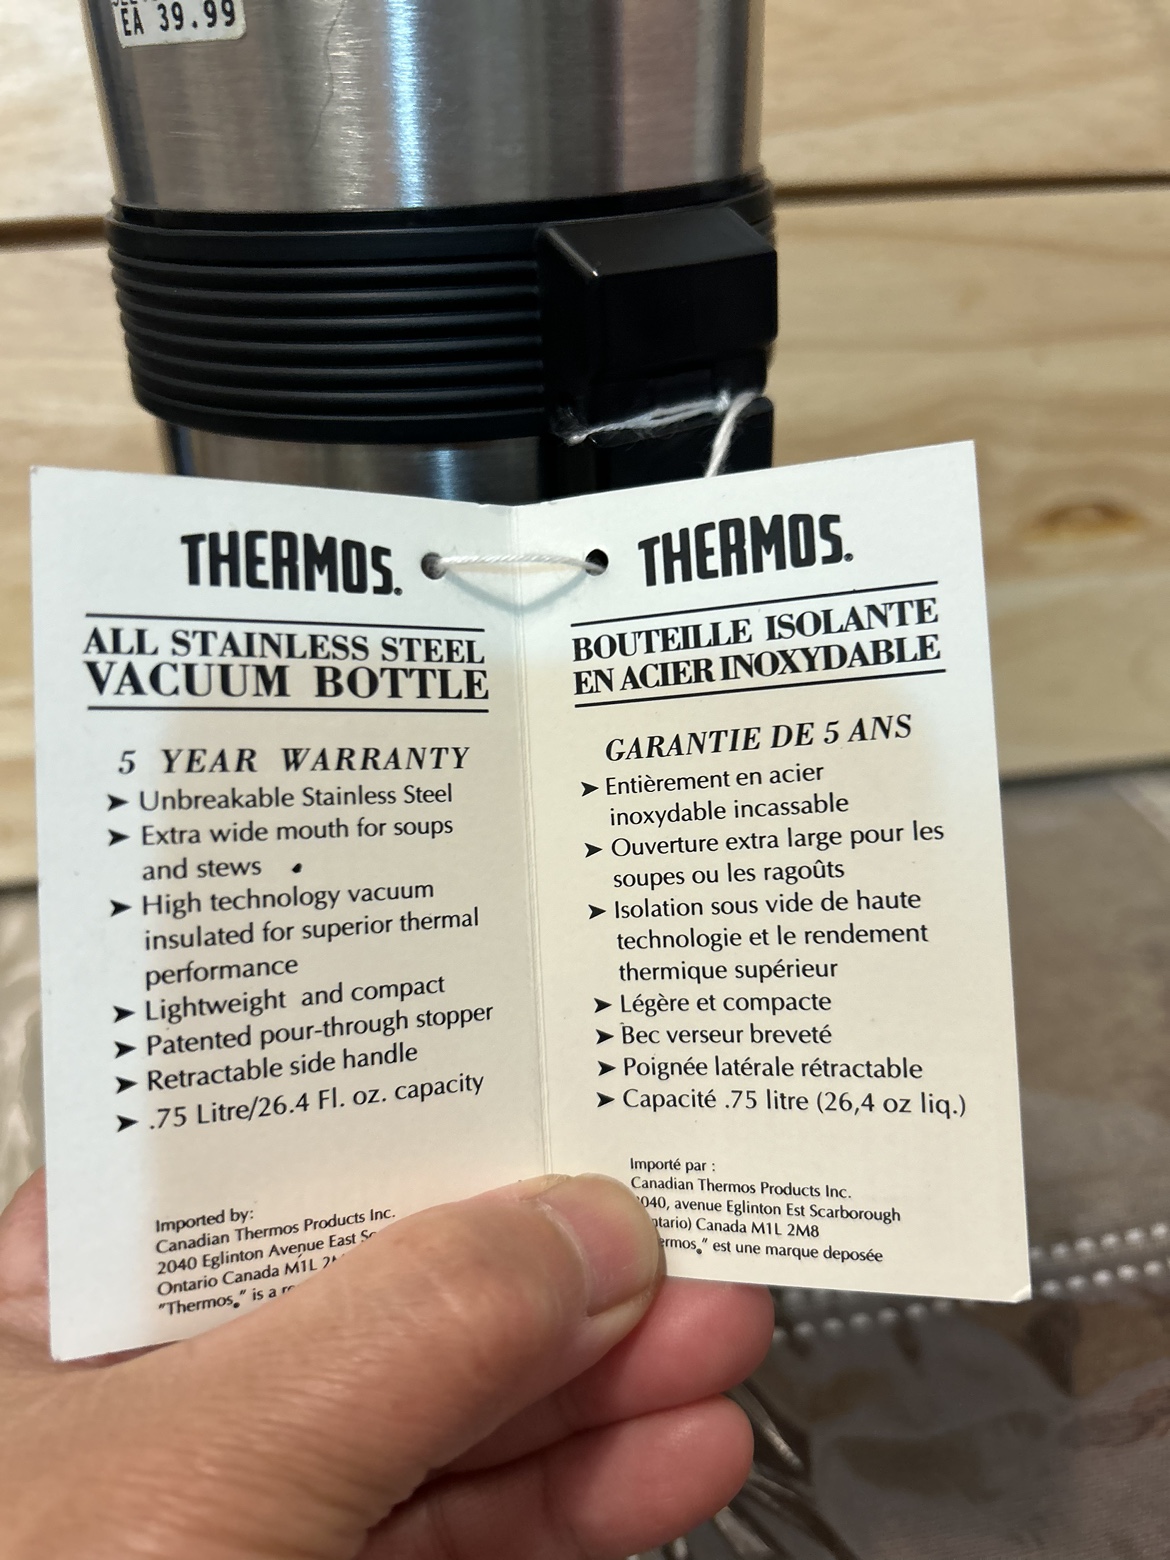 EA 39.99
THERMOS®
ALL STAINLESS STEEL
VACUUM BOTTLE
5 YEAR WARRANTY
➤ Unbreakable Stainless Steel
➤ Extra wide mouth for soups
and stews
➤ High technology vacuum
insulated for superior thermal
performance
➤ Lightweight and compact
➤ Patented pour-through stopper
➤ Retractable side handle
➤ .75 Litre/26.4 Fl. oz. capacity
Imported by:
Canadian Thermos Products Inc.
2040 Eglinton Avenue East
Ontario Canada M1L
"Thermos®" is a
THERMOS®
BOUTEILLE ISOLANTE
EN ACIER INOXYDABLE
GARANTIE DE 5 ANS
➤ Entièrement en acier
inoxydable incassable
➤ Ouverture extra large pour les
soupes ou les ragoûts
➤ Isolation sous vide de haute
technologie et le rendement
thermique supérieur
➤ Légère et compacte
➤ Bec verseur breveté
➤ Poignée latérale rétractable
➤ Capacité .75 litre (26,4 oz liq.)
Importé par :
Canadian Thermos Products Inc.
040, avenue Eglinton Est Scarborough
ntario) Canada M1L 2M8
ermos®" est une marque deposée